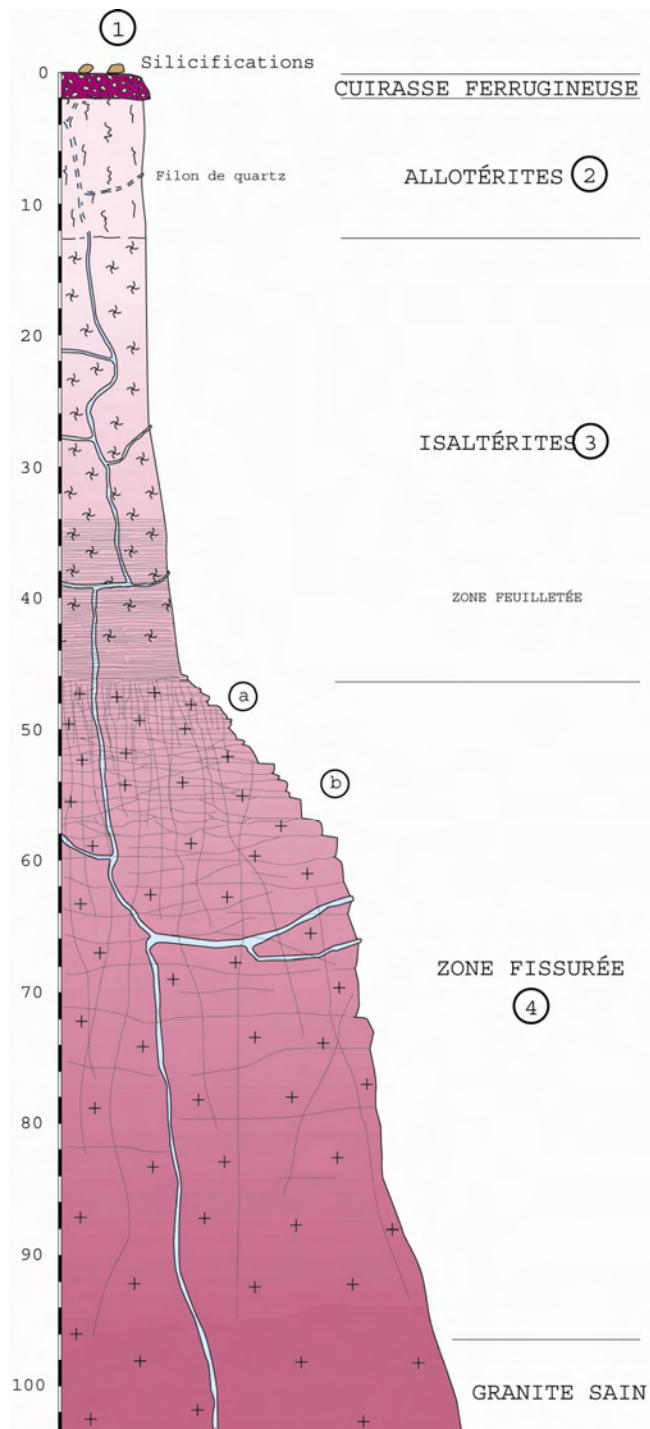 1
Silicifications
0
CUIRASSE FERRUGINEUSE
Filon de quartz
ALLOTÉRITES 2
10
20
30
ISALTÉRITES 3
40
ZONE FEUILLETÉE
a
50
b
60
ZONE FISSURÉE
4
70
80
90
100
GRANITE SAIN